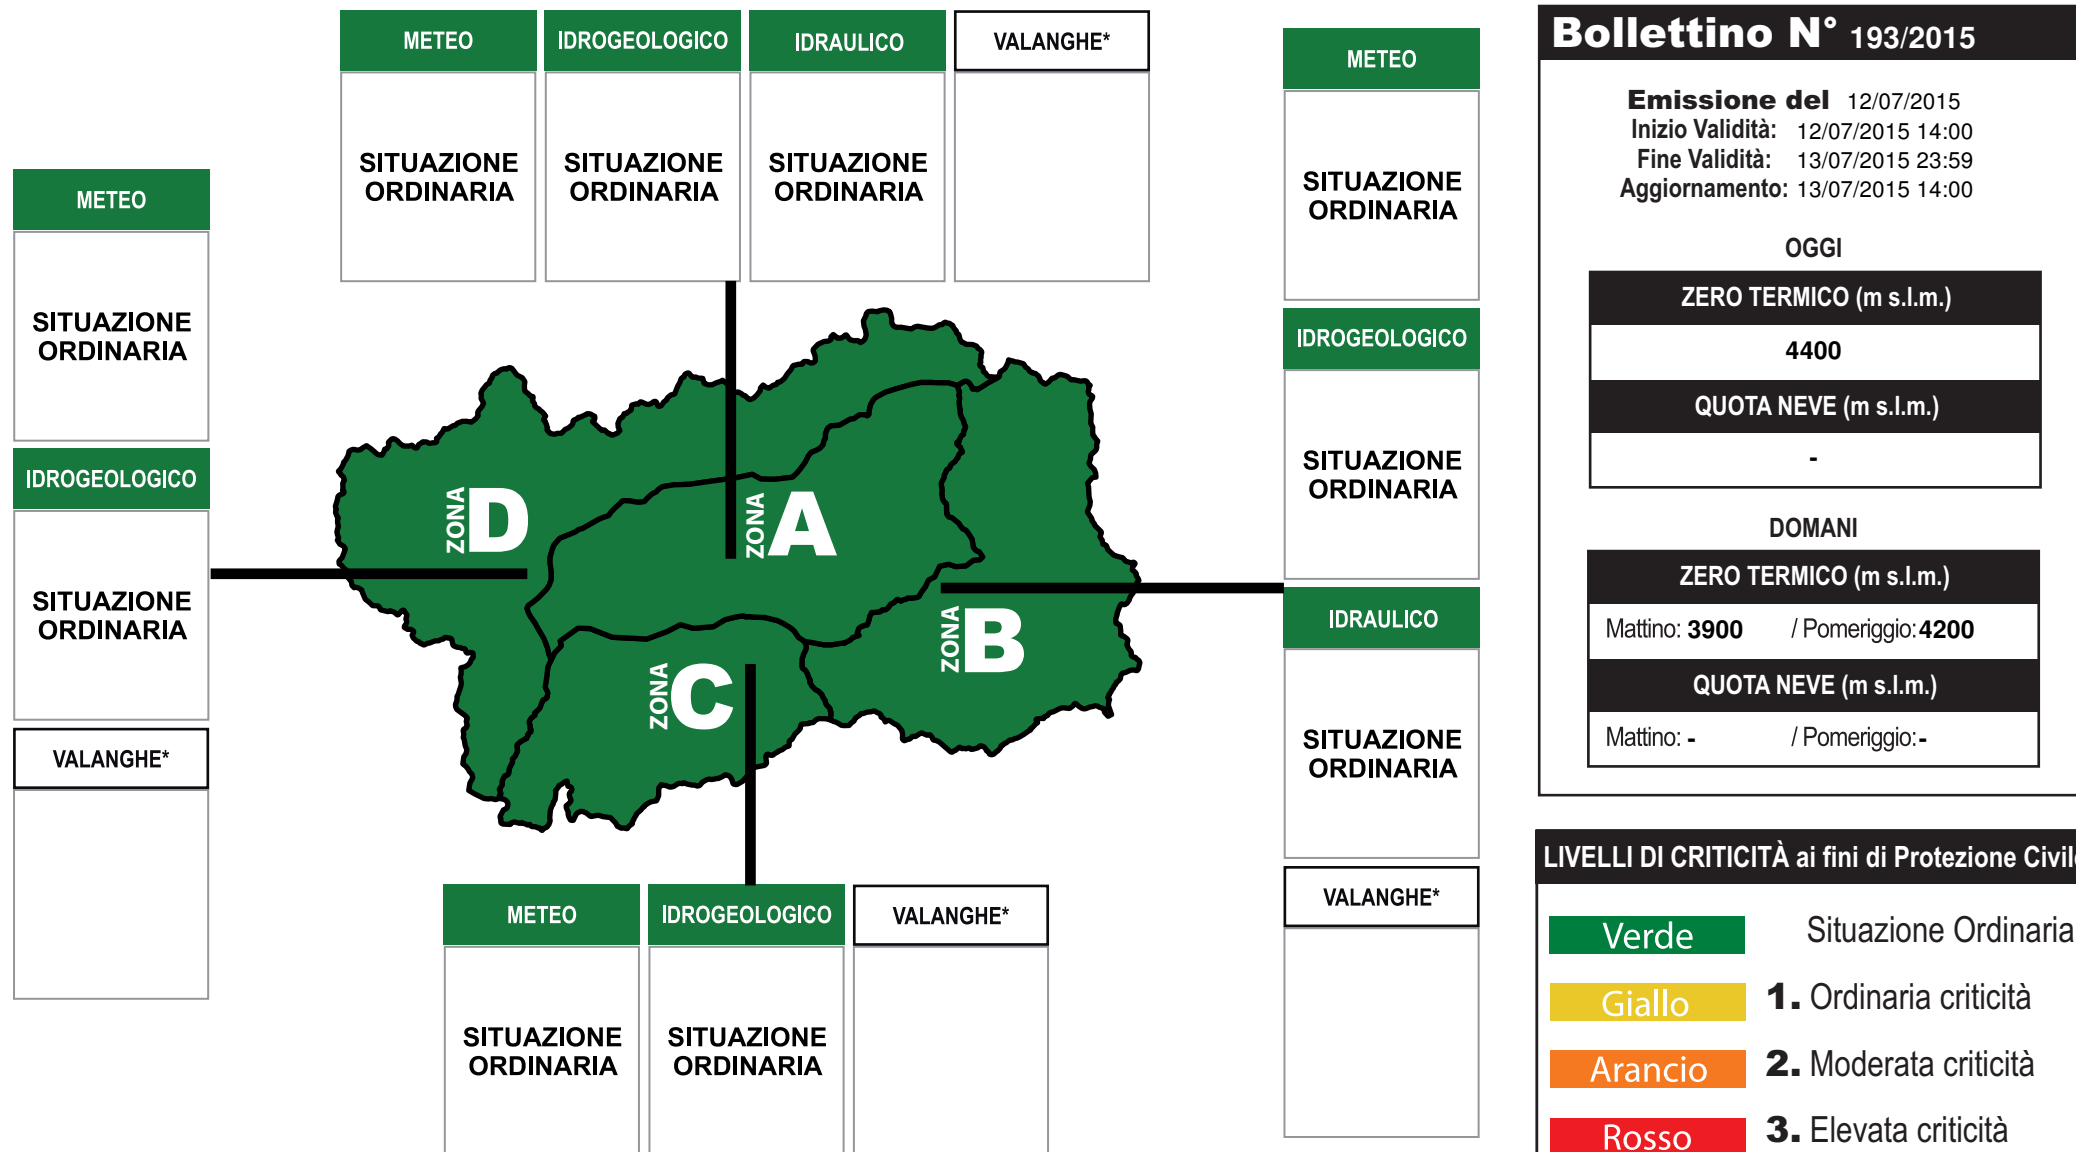 METEO
IDROGEOLOGICO
IDRAULICO
VALANGHE*
SITUAZIONE
ORDINARIA
SITUAZIONE
ORDINARIA
SITUAZIONE
ORDINARIA
METEO
SITUAZIONE
ORDINARIA
IDROGEOLOGICO
SITUAZIONE
ORDINARIA
VALANGHE*
ZONA D
ZONA A
ZONA B
ZONA C
METEO
SITUAZIONE
ORDINARIA
IDROGEOLOGICO
SITUAZIONE
ORDINARIA
IDRAULICO
SITUAZIONE
ORDINARIA
VALANGHE*
METEO
IDROGEOLOGICO
VALANGHE*
SITUAZIONE
ORDINARIA
SITUAZIONE
ORDINARIA
Bollettino N° 193/2015
Emissione del 12/07/2015
Inizio Validità: 12/07/2015 14:00
Fine Validità: 13/07/2015 23:59
Aggiornamento: 13/07/2015 14:00
OGGI
ZERO TERMICO (m s.l.m.)
4400
QUOTA NEVE (m s.l.m.)
-
DOMANI
ZERO TERMICO (m s.l.m.)
Mattino: 3900 / Pomeriggio: 4200
QUOTA NEVE (m s.l.m.)
Mattino: - / Pomeriggio: -
LIVELLI DI CRITICITÀ ai fini di Protezione Civile
Verde Situazione Ordinaria
Giallo 1. Ordinaria criticità
Arancio 2. Moderata criticità
Rosso 3. Elevata criticità